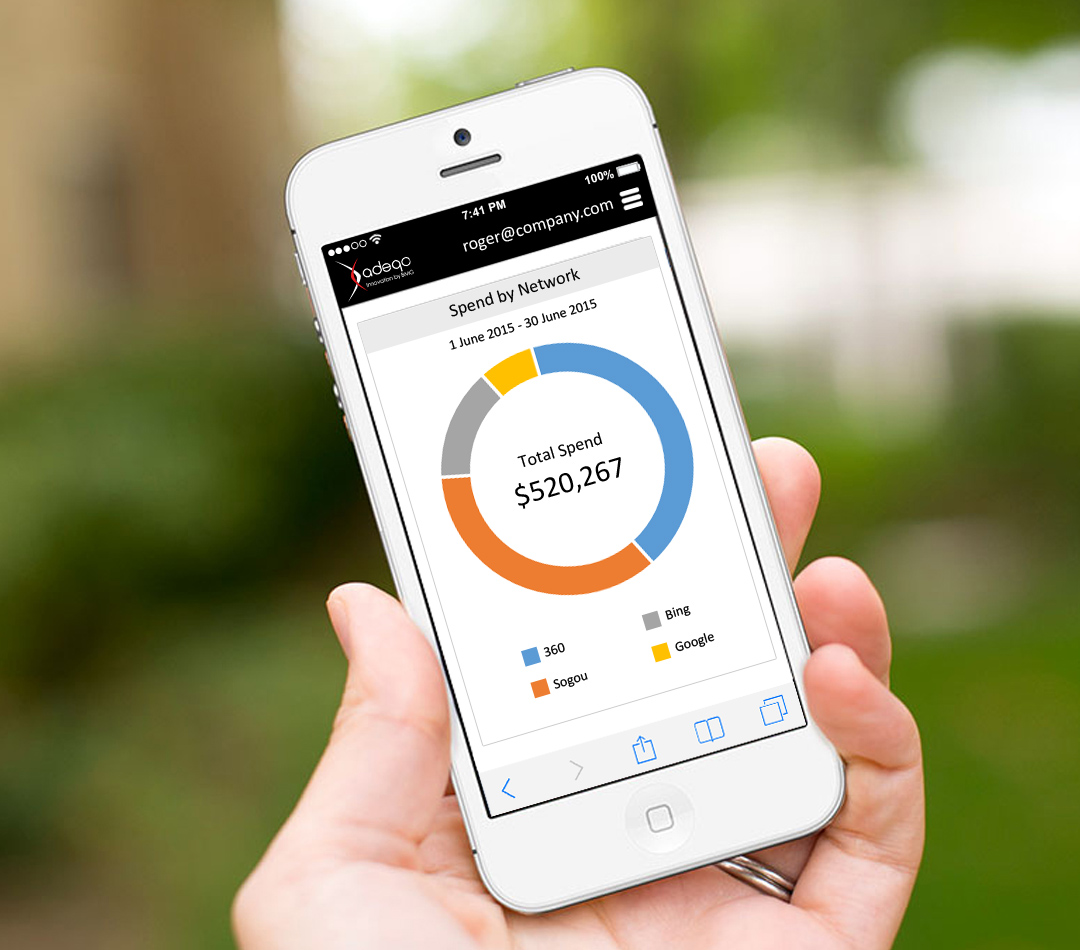 7:41 PM
100%
adeqo
Innovation by BMG
roger@company.com
Spend by Network
1 June 2015 - 30 June 2015
Total Spend
$520,267
360
Bing
Sogou
Google